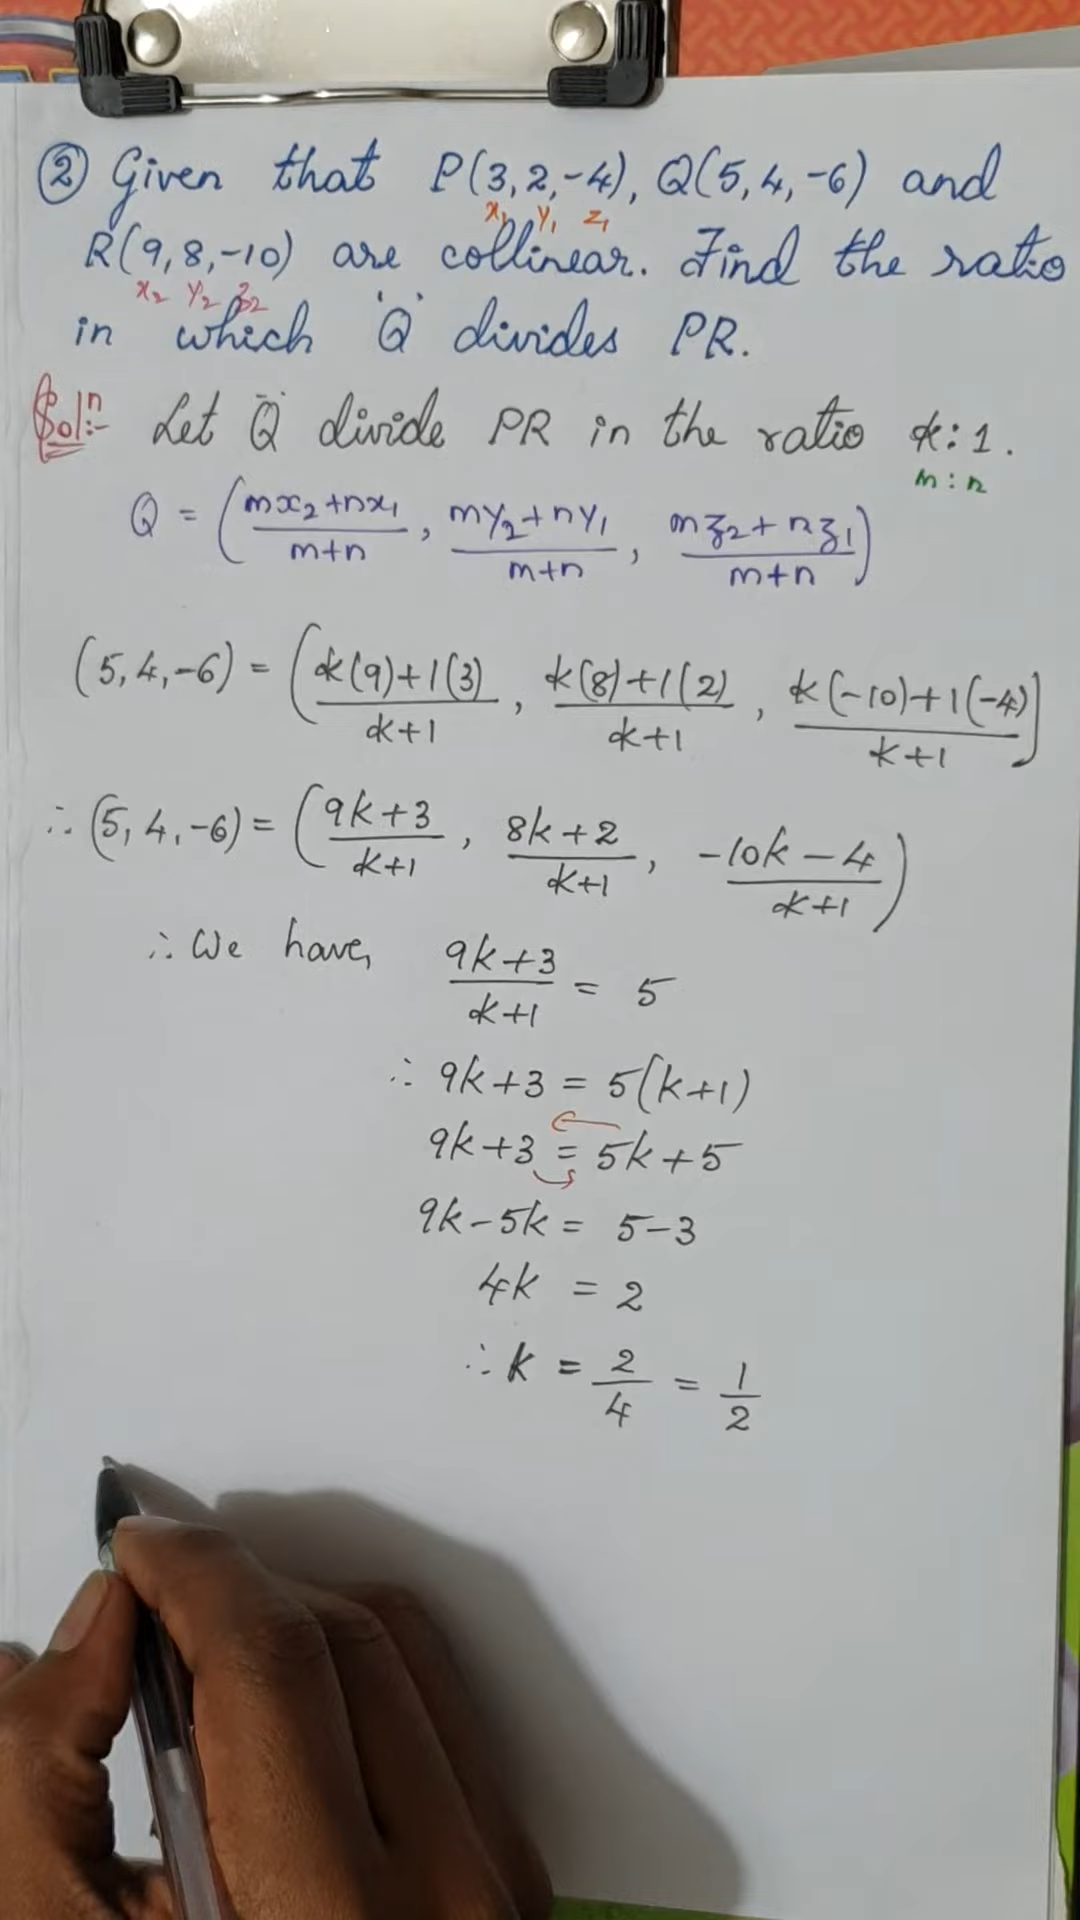 ② Given that P(3,2,-4), Q(5,4,-6) and
x₁ y₁ z₁
R(9,8,-10) are collinear. Find the ratio
x₂ y₂ z₂
in which 'Q' divides PR.
Solⁿ:- Let Q divide PR in the ratio k:1.
m:n
Q = ( (mx₂+nx₁)/(m+n) , (my₂+ny₁)/(m+n) , (mz₂+nz₁)/(m+n) )
(5,4,-6) = ( (k(9)+1(3))/(k+1) , (k(8)+1(2))/(k+1) , (k(-10)+1(-4))/(k+1) )
∴ (5,4,-6) = ( (9k+3)/(k+1) , (8k+2)/(k+1) , (-10k-4)/(k+1) )
∴ We have, (9k+3)/(k+1) = 5
∴ 9k+3 = 5(k+1)
9k+3 = 5k+5
9k-5k = 5-3
4k = 2
∴ k = 2/4 = 1/2